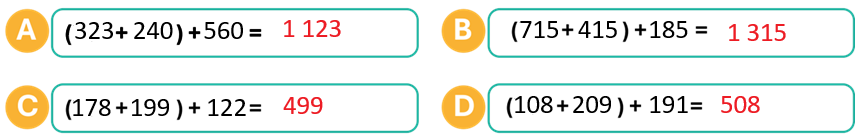 A (323+ 240) +560 = 1 123
B (715+ 415) +185 = 1 315
C (178 +199 ) + 122= 499
D (108+209) + 191= 508